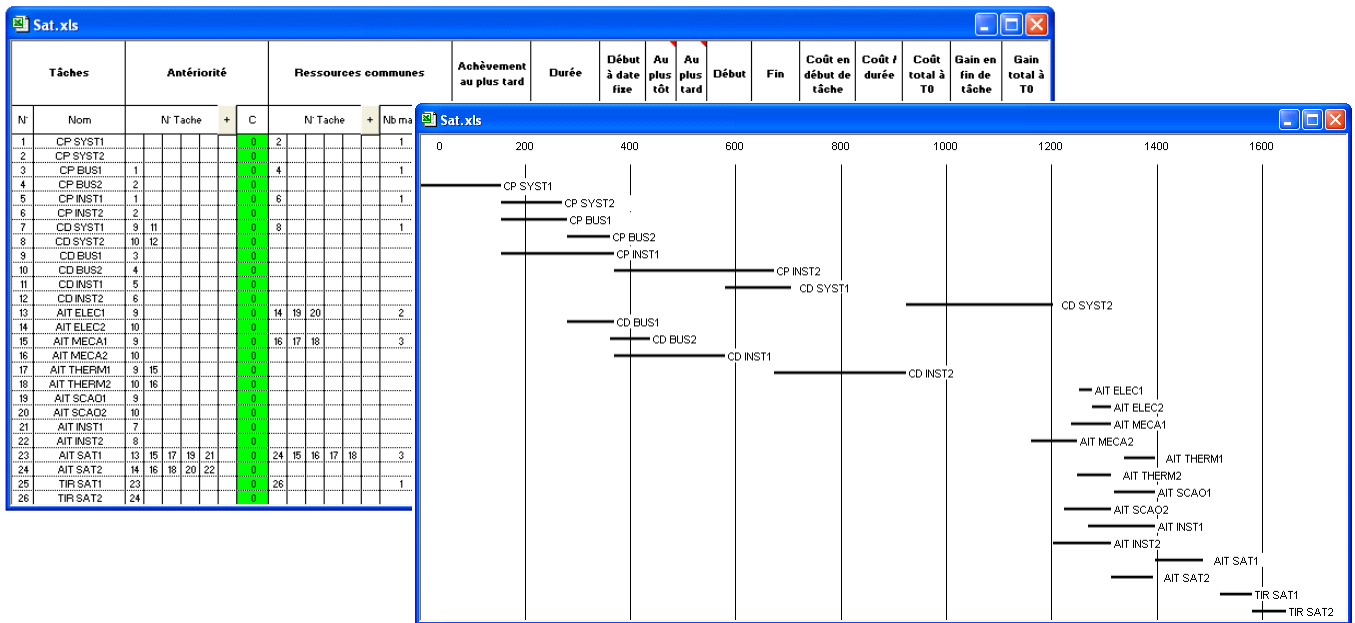 Sat.xls
Tâches Antériorité Ressources communes Achèvement au plus tard Durée Début à date fixe Au plus tôt Au plus tard Début Fin Coût en début de tâche Coût / durée Coût total à T0 Gain en fin de tâche Gain total à T0
N° Nom N° Tache + C N° Tache + Nb ma
1 CP SYST1 0 2 1
2 CP SYST2 0
3 CP BUS1 1 0 4 1
4 CP BUS2 2 0
5 CP INST1 1 0 6 1
6 CP INST2 2 0
7 CD SYST1 9 11 0 8 1
8 CD SYST2 10 12 0
9 CD BUS1 3 0
10 CD BUS2 4 0
11 CD INST1 5 0
12 CD INST2 6 0
13 AIT ELEC1 9 0 14 19 20 2
14 AIT ELEC2 10 0
15 AIT MECA1 9 0 16 17 18 3
16 AIT MECA2 10 0
17 AIT THERM1 9 15 0
18 AIT THERM2 10 16 0
19 AIT SCAO1 9 0
20 AIT SCAO2 10 0
21 AIT INST1 7 0
22 AIT INST2 8 0
23 AIT SAT1 13 15 17 19 21 0 24 15 16 17 18 3
24 AIT SAT2 14 16 18 20 22 0
25 TIR SAT1 23 0 26 1
26 TIR SAT2 24 0
Sat.xls
0 200 400 600 800 1000 1200 1400 1600
CP SYST1
CP SYST2
CP BUS1
CP BUS2
CP INST1
CP INST2
CD SYST1
CD SYST2
CD BUS1
CD BUS2
CD INST1
CD INST2
AIT ELEC1
AIT ELEC2
AIT MECA1
AIT MECA2
AIT THERM1
AIT THERM2
AIT SCAO1
AIT SCAO2
AIT INST1
AIT INST2
AIT SAT1
AIT SAT2
TIR SAT1
TIR SAT2